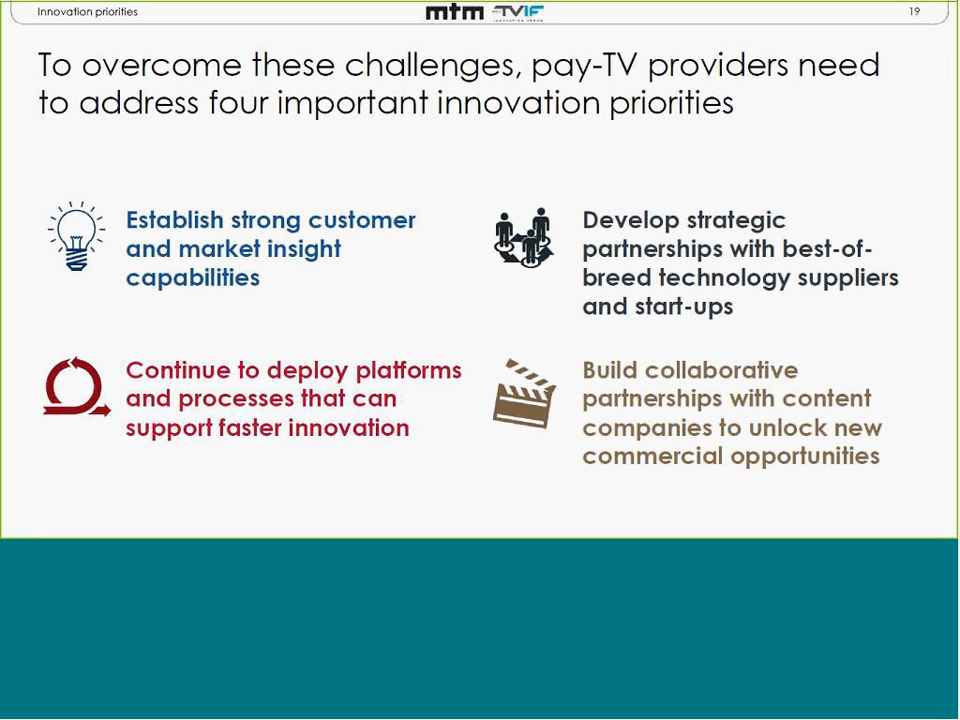 Innovation priorities
mtm
TVIF
INNOVATION FORUM
19
To overcome these challenges, pay-TV providers need
to address four important innovation priorities
Establish strong customer
and market insight
capabilities
Develop strategic
partnerships with best-of-
breed technology suppliers
and start-ups
Continue to deploy platforms
and processes that can
support faster innovation
Build collaborative
partnerships with content
companies to unlock new
commercial opportunities